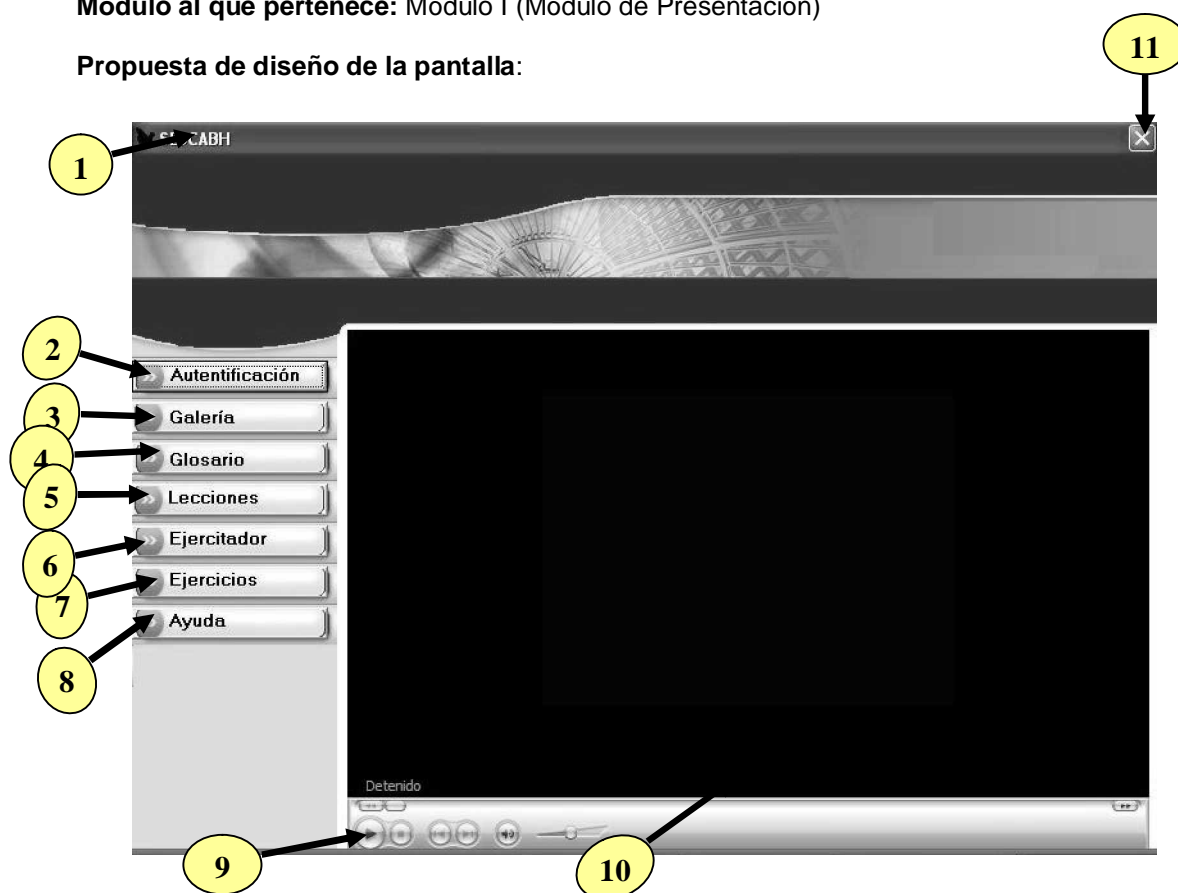 Módulo al que pertenece: Módulo I (Módulo de Presentación)
Propuesta de diseño de la pantalla:
11
1
2
Autentificación
3
Galería
4
Glosario
5
Lecciones
6
Ejercitador
7
Ejercicios
8
Ayuda
Detenido
9
10